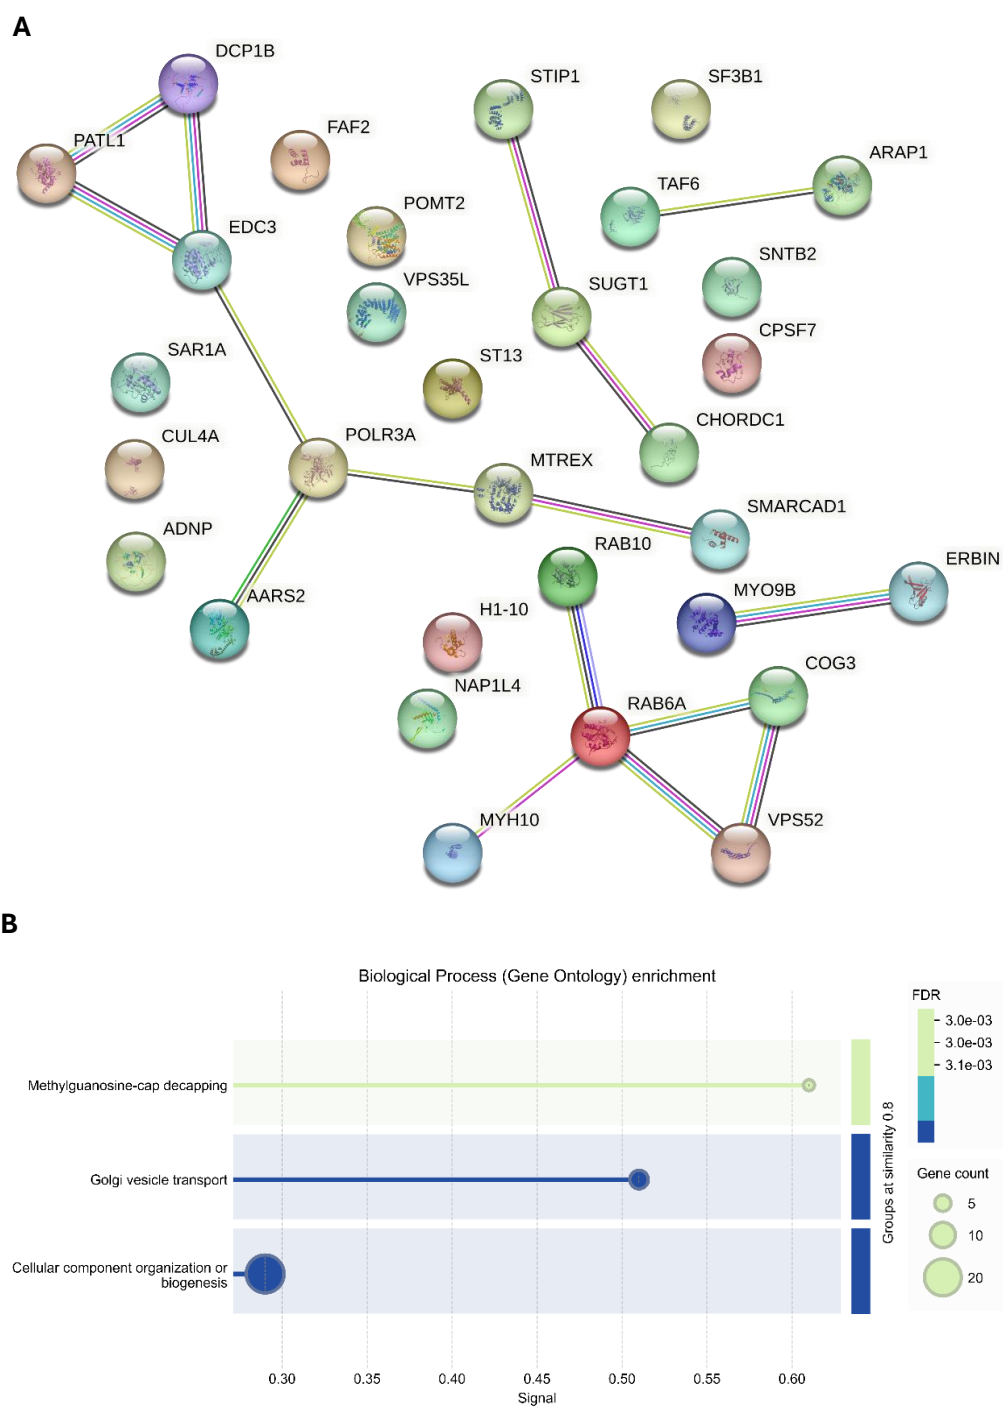 A
DCP1B
STIP1
SF3B1
FAF2
PATL1
ARAP1
TAF6
POMT2
EDC3
SNTB2
VPS35L
SUGT1
CPSF7
SAR1A
ST13
CHORDC1
CUL4A
POLR3A
MTREX
SMARCAD1
ADNP
RAB10
ERBIN
AARS2
MYO9B
H1-10
COG3
NAP1L4
RAB6A
MYH10
VPS52
B
Biological Process (Gene Ontology) enrichment
Methylguanosine-cap decapping
Golgi vesicle transport
Cellular component organization or
biogenesis
0.30
0.35
0.40
0.45
0.50
0.55
0.60
Signal
Groups at similarity 0.8
FDR
3.0e-03
3.0e-03
3.1e-03
Gene count
5
10
20